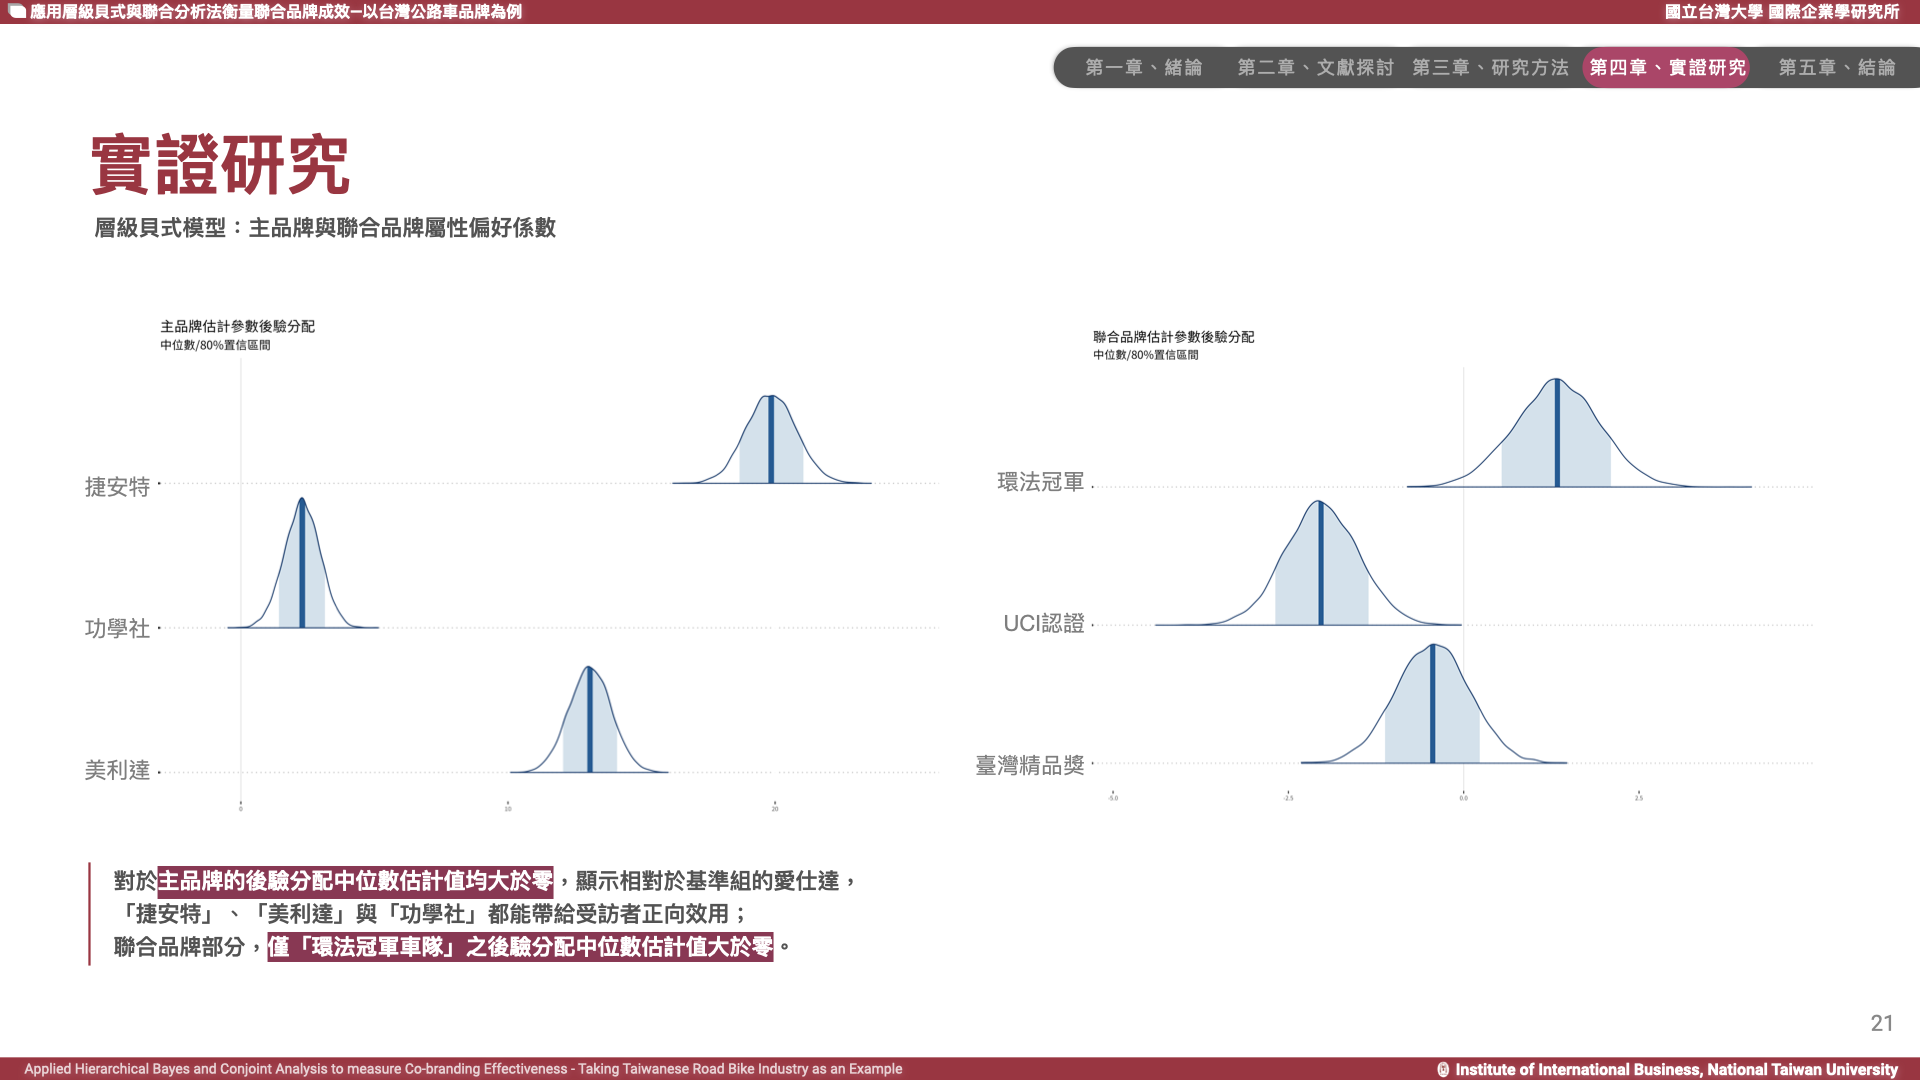 應用層級貝式與聯合分析法衡量聯合品牌成效—以台灣公路車品牌為例
國立台灣大學 國際企業學研究所
第一章、緒論
第二章、文獻探討
第三章、研究方法
第四章、實證研究
第五章、結論
實證研究
層級貝式模型：主品牌與聯合品牌屬性偏好係數
主品牌估計參數後驗分配
中位數/80%置信區間
捷安特
功學社
美利達
0
10
20
聯合品牌估計參數後驗分配
中位數/80%置信區間
環法冠軍
UCI認證
臺灣精品獎
-5.0
-2.5
0.0
2.5
對於主品牌的後驗分配中位數估計值均大於零，顯示相對於基準組的愛仕達，
「捷安特」、「美利達」與「功學社」都能帶給受訪者正向效用；
聯合品牌部分，僅「環法冠軍車隊」之後驗分配中位數估計值大於零。
21
Applied Hierarchical Bayes and Conjoint Analysis to measure Co-branding Effectiveness - Taking Taiwanese Road Bike Industry as an Example
Institute of International Business, National Taiwan University